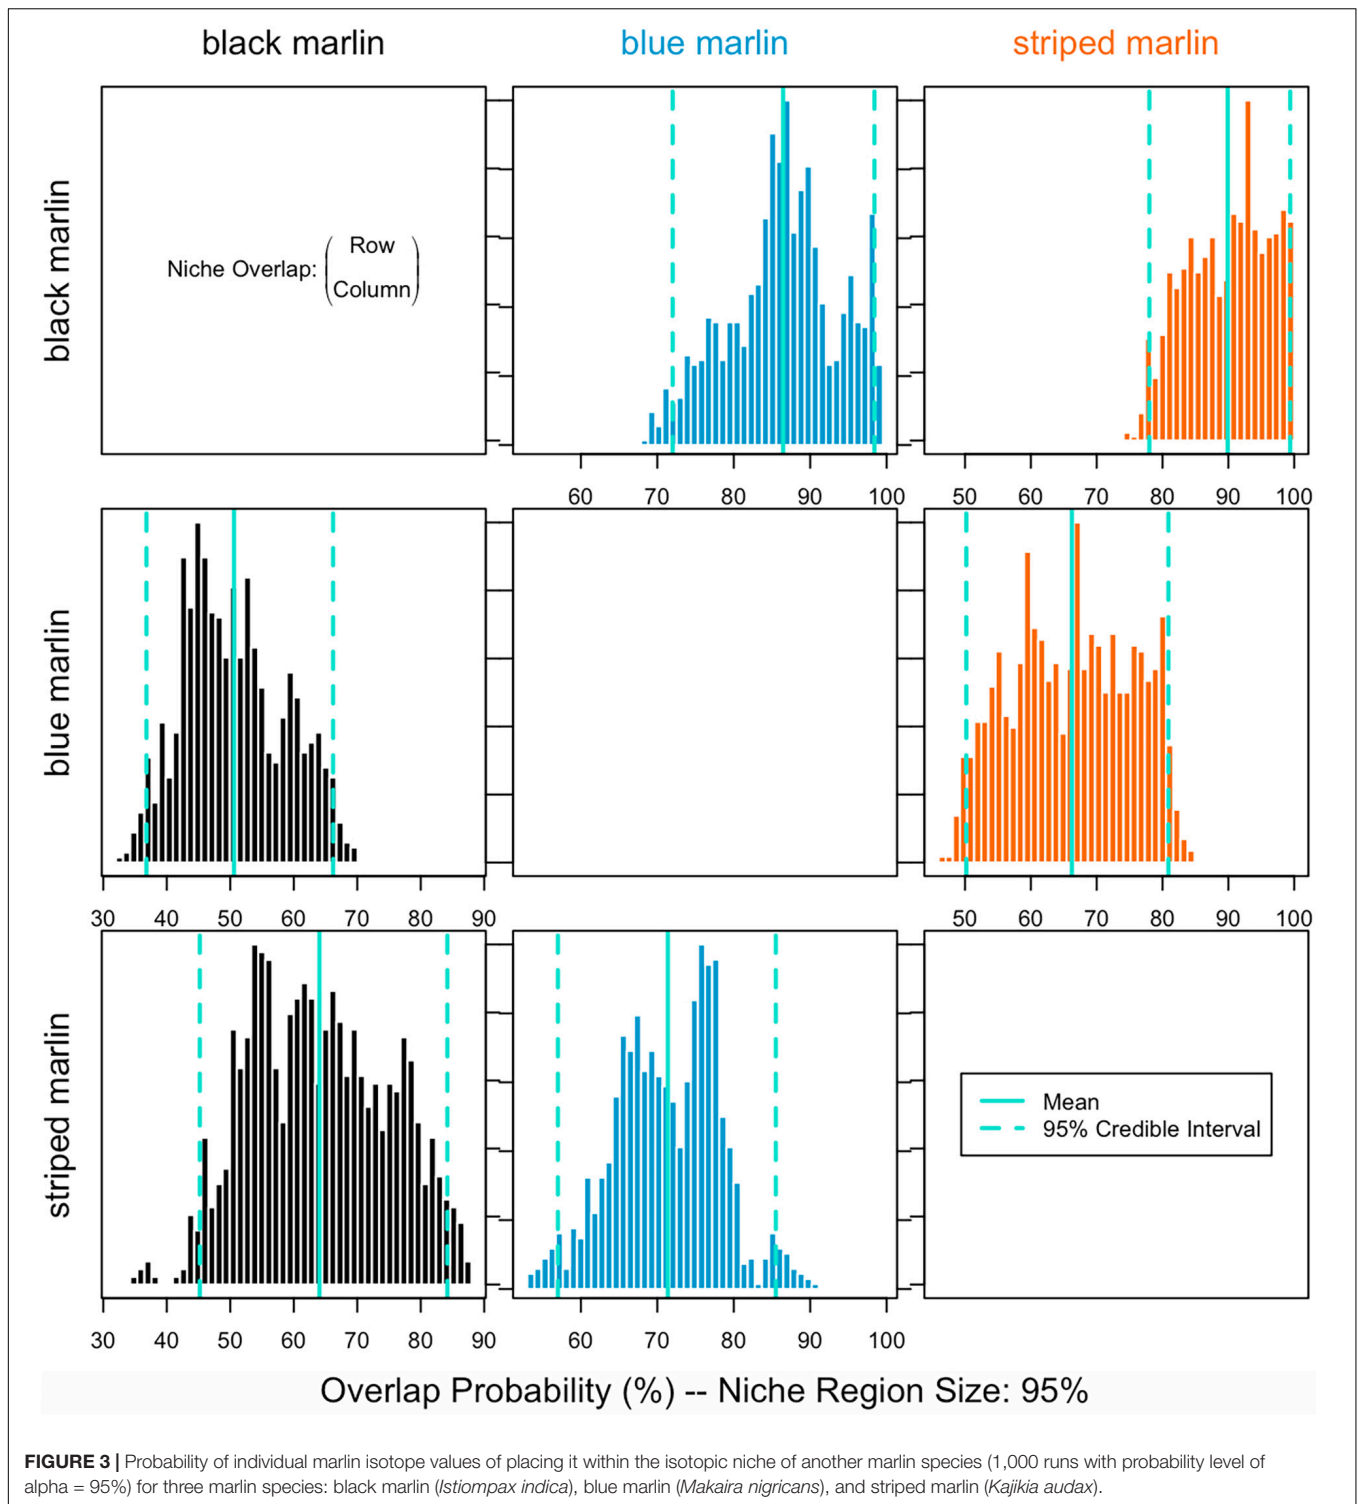 black marlin
blue marlin
striped marlin
black marlin
Niche Overlap: (Row
Column)
60 70 80 90 100
50 60 70 80 90 100
blue marlin
30 40 50 60 70 80 90
50 60 70 80 90 100
striped marlin
Mean
95% Credible Interval
30 40 50 60 70 80 90
60 70 80 90 100
Overlap Probability (%) -- Niche Region Size: 95%
FIGURE 3 | Probability of individual marlin isotope values of placing it within the isotopic niche of another marlin species (1,000 runs with probability level of
alpha = 95%) for three marlin species: black marlin (Istiompax indica), blue marlin (Makaira nigricans), and striped marlin (Kajikia audax).